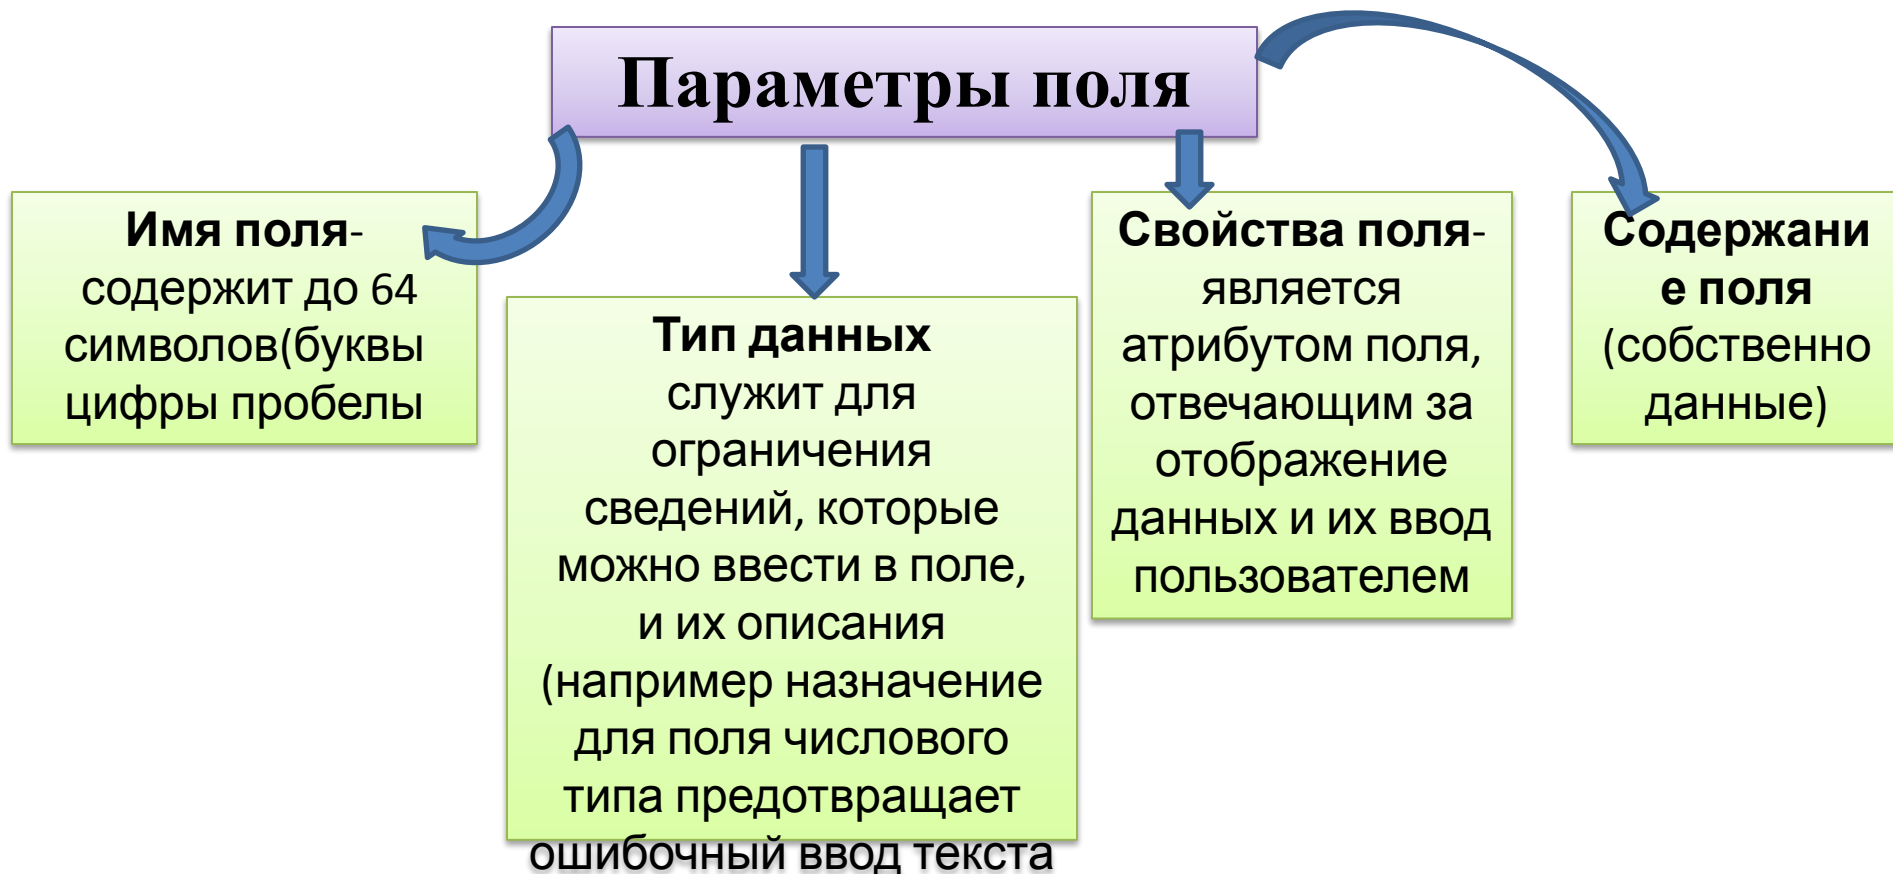 Параметры поля
Имя поля-
содержит до 64
символов(буквы
цифры пробелы
Тип данных
служит для
ограничения
сведений, которые
можно ввести в поле,
и их описания
(например назначение
для поля числового
типа предотвращает
ошибочный ввод текста
Свойства поля-
является
атрибутом поля,
отвечающим за
отображение
данных и их ввод
пользователем
Содержани
е поля
(собственно
данные)